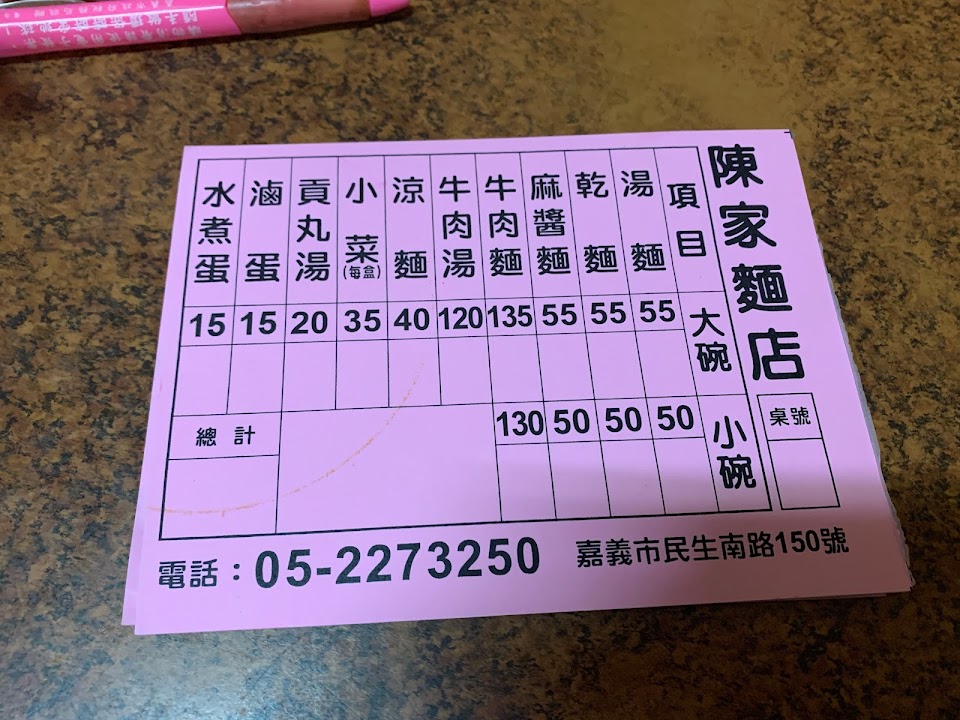 陳家麵店
桌號
項目 湯麵 乾麵 麻醬麵 牛肉麵 牛肉湯 涼麵 小菜(每盒) 貢丸湯 滷蛋 水煮蛋
大碗 55 55 55 135 120 40 35 20 15 15
小碗 50 50 50 130
總計
電話：05-2273250
嘉義市民生南路150號